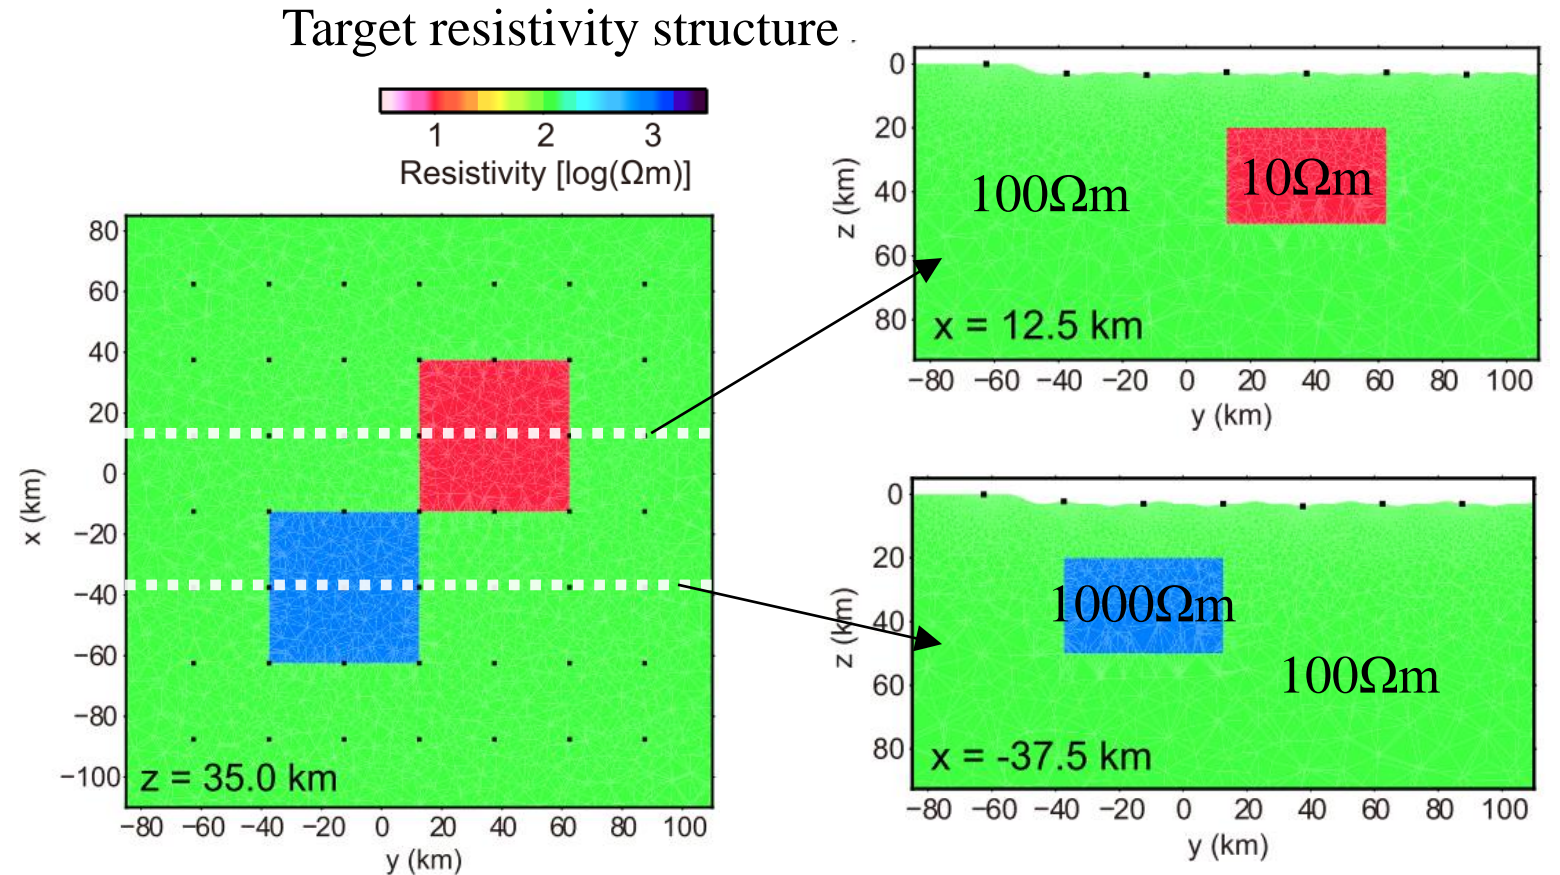 Target resistivity structure
1 2 3
Resistivity [log(Ωm)]
80
60
40
20
0
−20
−40
−60
−80
−100
x (km)
z = 35.0 km
−80 −60 −40 −20 0 20 40 60 80 100
y (km)
0
20
40
60
80
z (km)
100Ωm
10Ωm
x = 12.5 km
−80 −60 −40 −20 0 20 40 60 80 100
y (km)
0
20
40
60
80
z (km)
1000Ωm
100Ωm
x = -37.5 km
−80 −60 −40 −20 0 20 40 60 80 100
y (km)